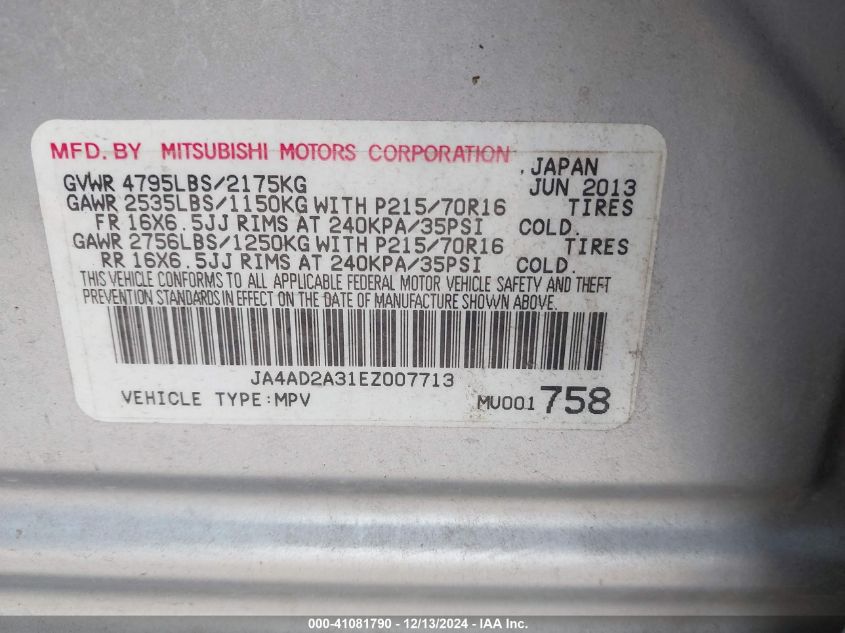 MFD. BY MITSUBISHI MOTORS CORPORATION
, JAPAN
GVWR 4795LBS/2175KG JUN 2013
GAWR 2535LBS/1150KG WITH P215/70R16 TIRES
FR 16X6.5JJ RIMS AT 240KPA/35PSI COLD.
GAWR 2756LBS/1250KG WITH P215/70R16 TIRES
RR 16X6.5JJ RIMS AT 240KPA/35PSI COLD.
THIS VEHICLE CONFORMS TO ALL APPLICABLE FEDERAL MOTOR VEHICLE SAFETY AND THEFT
PREVENTION STANDARDS IN EFFECT ON THE DATE OF MANUFACTURE SHOWN ABOVE.
JA4AD2A31EZ007713
VEHICLE TYPE:MPV MU001 758
000-41081790 - 12/13/2024 - IAA Inc.